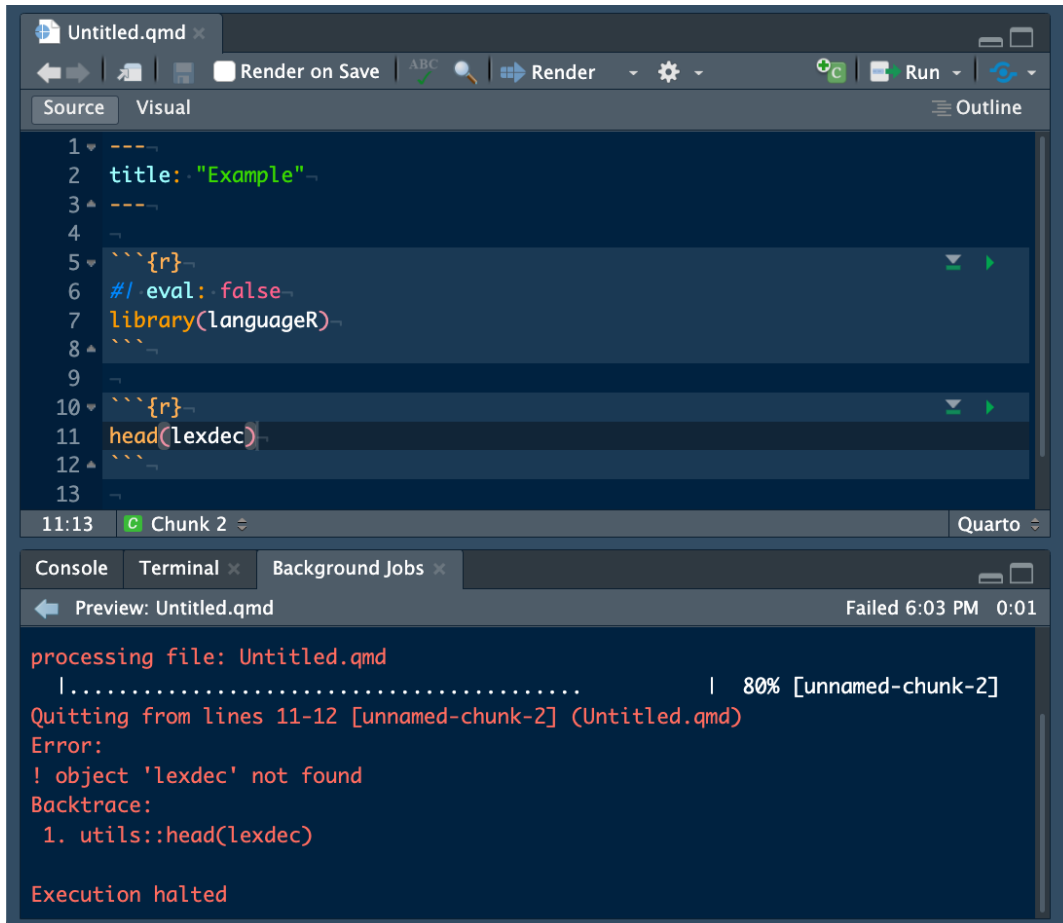 Untitled.qmd
Render on Save ABC Render Run
Source Visual Outline
1 ---
2 title: "Example"
3 ---
4
5 ```{r}
6 #| eval: false
7 library(languageR)
8 ```
9
10 ```{r}
11 head(lexdec)
12 ```
13
11:13 C Chunk 2 Quarto
Console Terminal Background Jobs
Preview: Untitled.qmd Failed 6:03 PM 0:01
processing file: Untitled.qmd
|........................................... | 80% [unnamed-chunk-2]
Quitting from lines 11-12 [unnamed-chunk-2] (Untitled.qmd)
Error:
! object 'lexdec' not found
Backtrace:
1. utils::head(lexdec)
Execution halted